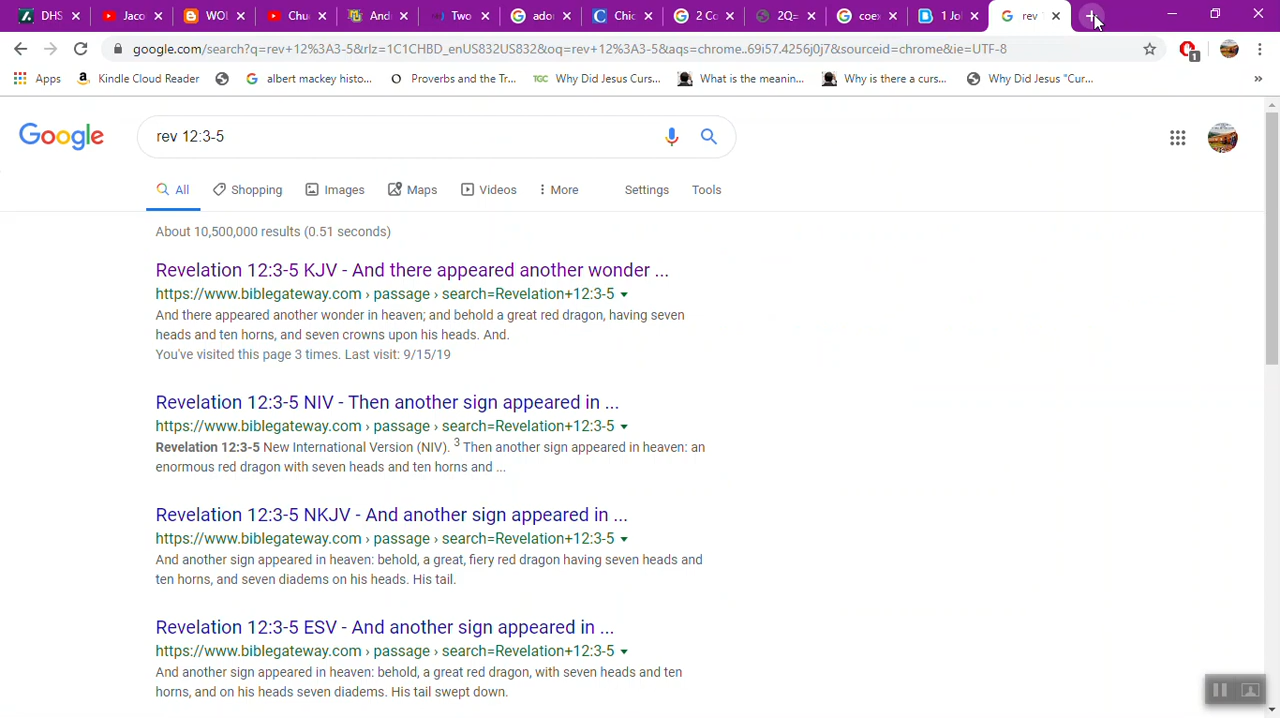 DHS
Jaco
WOI
Chu
And
Two
ado
Chic
2 Co
2Q=
coex
1 Jo
rev
google.com/search?q=rev+12%3A3-5&rlz=1C1CHBD_enUS832US832&oq=rev+12%3A3-5&aqs=chrome..69i57.4256j0j7&sourceid=chrome&ie=UTF-8
1
Apps
Kindle Cloud Reader
albert mackey histo...
Proverbs and the Tr...
TGC Why Did Jesus Curs...
What is the meanin...
Why is there a curs...
Why Did Jesus "Cur...
»
Google
rev 12:3-5
All
Shopping
Images
Maps
Videos
More
Settings
Tools
About 10,500,000 results (0.51 seconds)
Revelation 12:3-5 KJV - And there appeared another wonder ...
https://www.biblegateway.com › passage › search=Revelation+12:3-5
And there appeared another wonder in heaven; and behold a great red dragon, having seven
heads and ten horns, and seven crowns upon his heads. And.
You've visited this page 3 times. Last visit: 9/15/19
Revelation 12:3-5 NIV - Then another sign appeared in ...
https://www.biblegateway.com › passage › search=Revelation+12:3-5
Revelation 12:3-5 New International Version (NIV). 3 Then another sign appeared in heaven: an
enormous red dragon with seven heads and ten horns and ...
Revelation 12:3-5 NKJV - And another sign appeared in ...
https://www.biblegateway.com › passage › search=Revelation+12:3-5
And another sign appeared in heaven: behold, a great, fiery red dragon having seven heads and
ten horns, and seven diadems on his heads. His tail.
Revelation 12:3-5 ESV - And another sign appeared in ...
https://www.biblegateway.com › passage › search=Revelation+12:3-5
And another sign appeared in heaven: behold, a great red dragon, with seven heads and ten
horns, and on his heads seven diadems. His tail swept down.